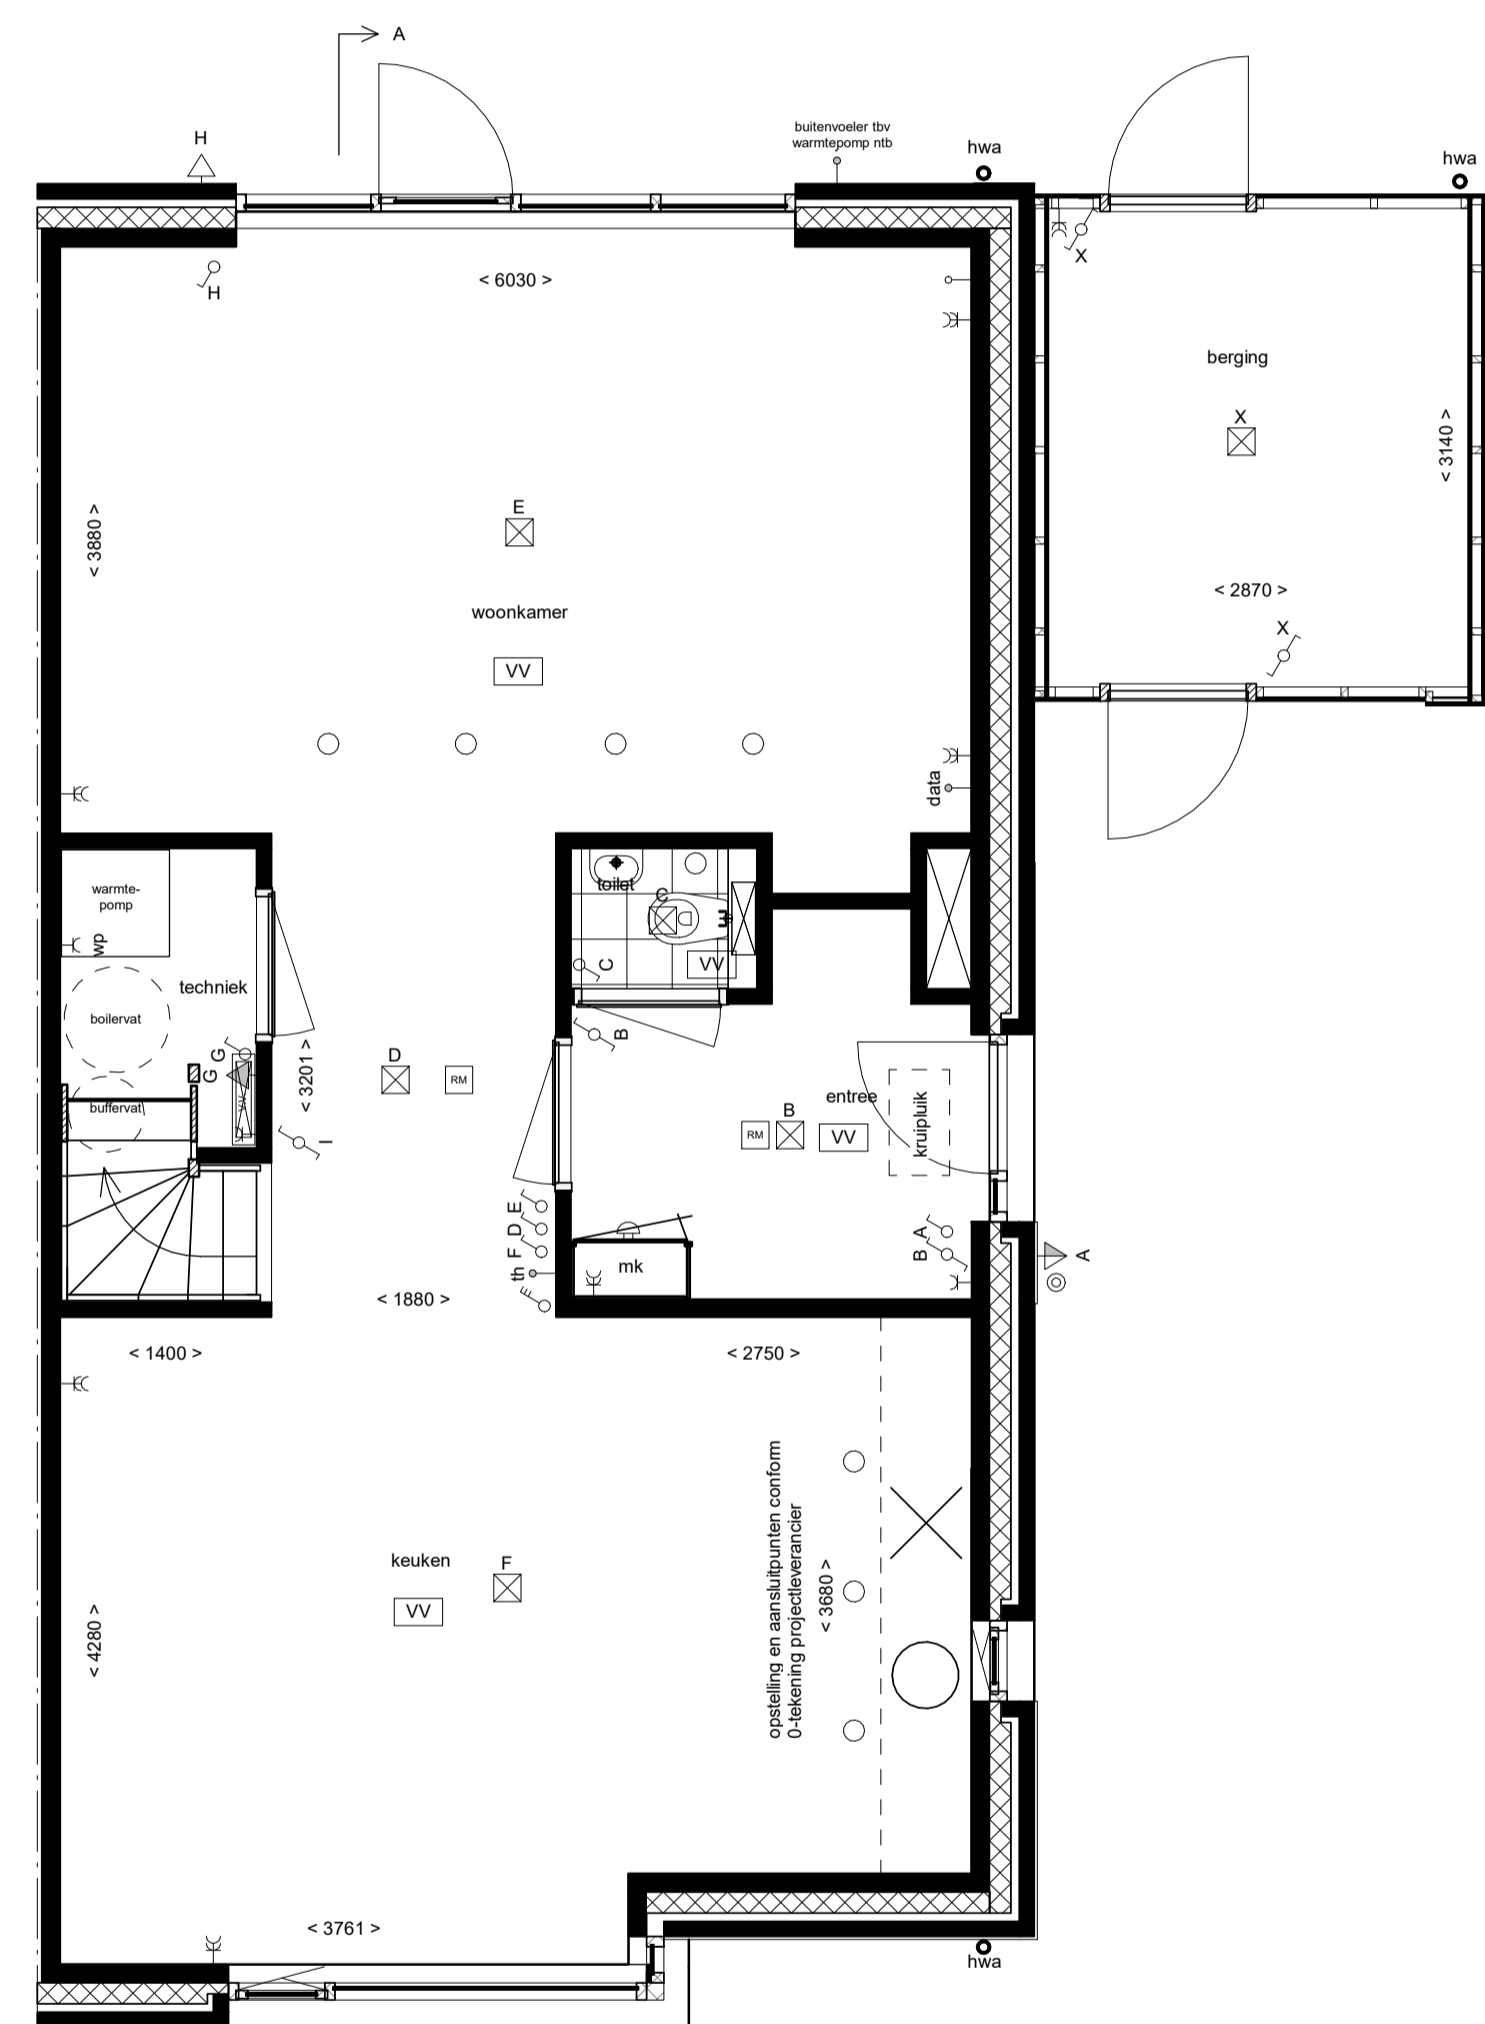 A
H
buitenvoeler tbv
warmtepomp ntb
hwa
hwa
H
< 6030 >
X
berging
X
< 3140 >
< 3880 >
E
woonkamer
VV
< 2870 >
X
data
warmte-
pomp
wp
techniek
boilervat
G
G
buffervat
VV
< 3201 >
I
D
RM
toilet
C
C
VV
B
entree
kruipluik
RM
B
VV
E
D
F
th
mk
A
B
A
< 1880 >
< 1400 >
< 2750 >
keuken
F
VV
< 4280 >
opstelling en aansluitpunten conform
0-tekening projectleverancier
< 3680 >
< 3761 >
hwa